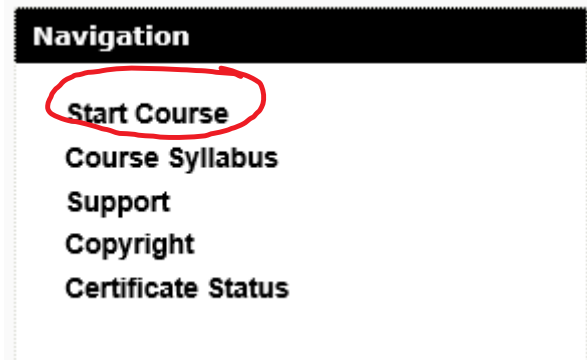 Navigation
Start Course
Course Syllabus
Support
Copyright
Certificate Status